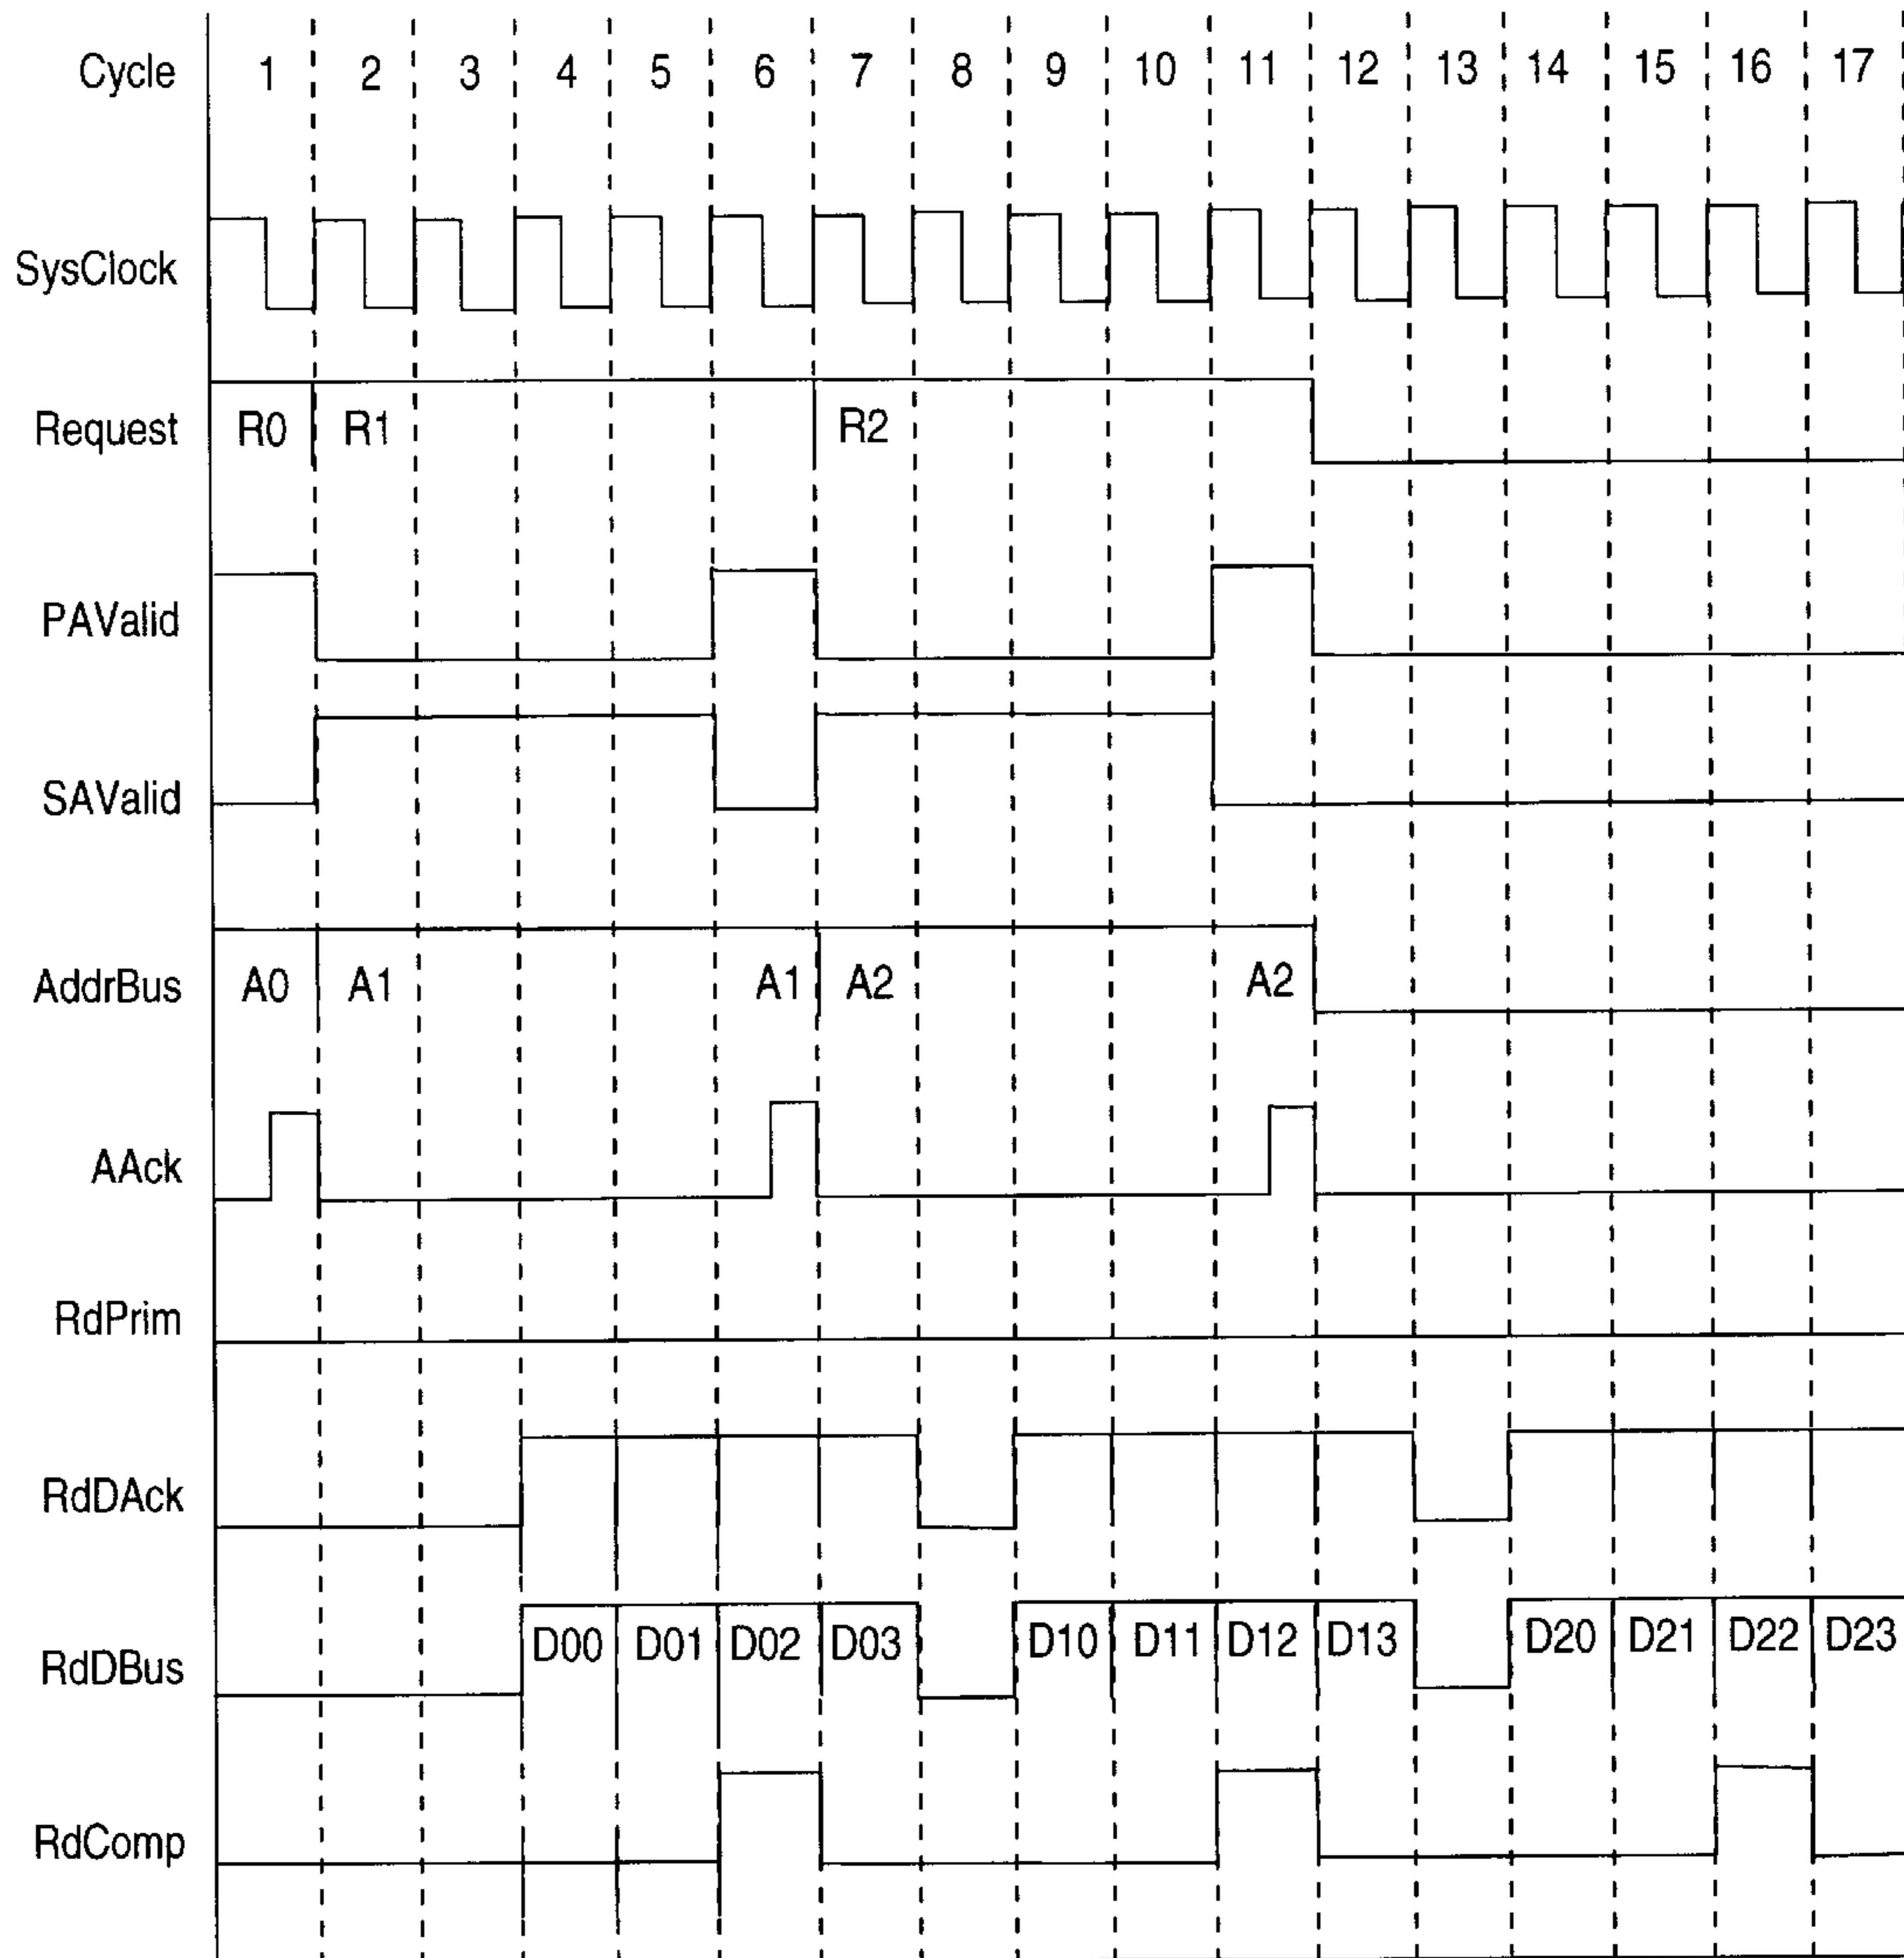 Cycle 1 2 3 4 5 6 7 8 9 10 11 12 13 14 15 16 17
SysClock
Request R0 R1 R2
PAValid
SAValid
AddrBus A0 A1 A1 A2 A2
AAck
RdPrim
RdDAck
RdDBus D00 D01 D02 D03 D10 D11 D12 D13 D20 D21 D22 D23
RdComp